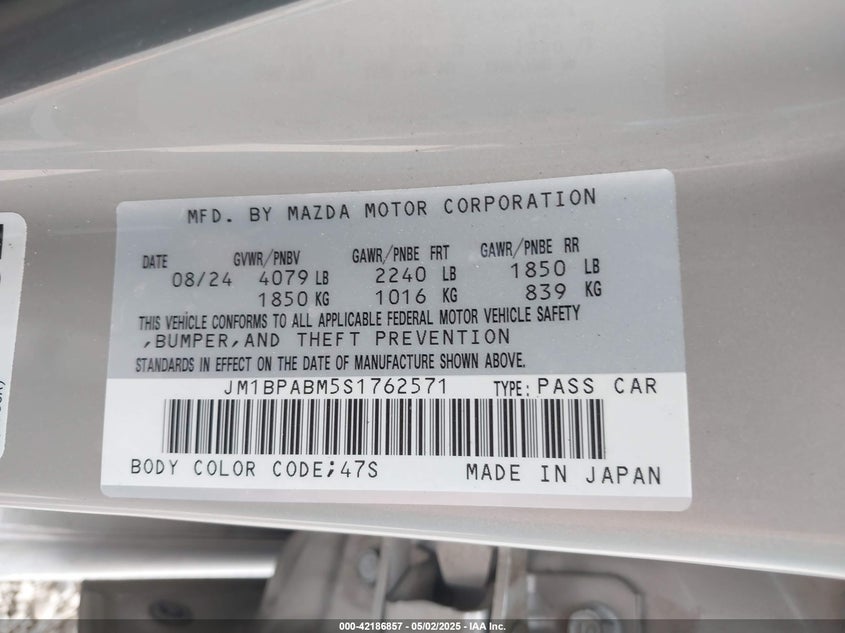 MFD. BY MAZDA MOTOR CORPORATION
DATE GVWR/PNBV GAWR/PNBE FRT GAWR/PNBE RR
08/24 4079 LB 2240 LB 1850 LB
1850 KG 1016 KG 839 KG
THIS VEHÍCLE CONFORMS TO ALL APPLICABLE FEDERAL MOTOR VEHICLE SAFETY
,BUMPER,AND THEFT PREVENTION
STANDARDS IN EFFECT ON THE DATE OF MANUFACTURE SHOWN ABOVE.
JM1BPABM5S1762571 TYPE: PASS CAR
BODY COLOR CODE;47S MADE IN JAPAN
000-42186857 - 05/02/2025 - IAA Inc.